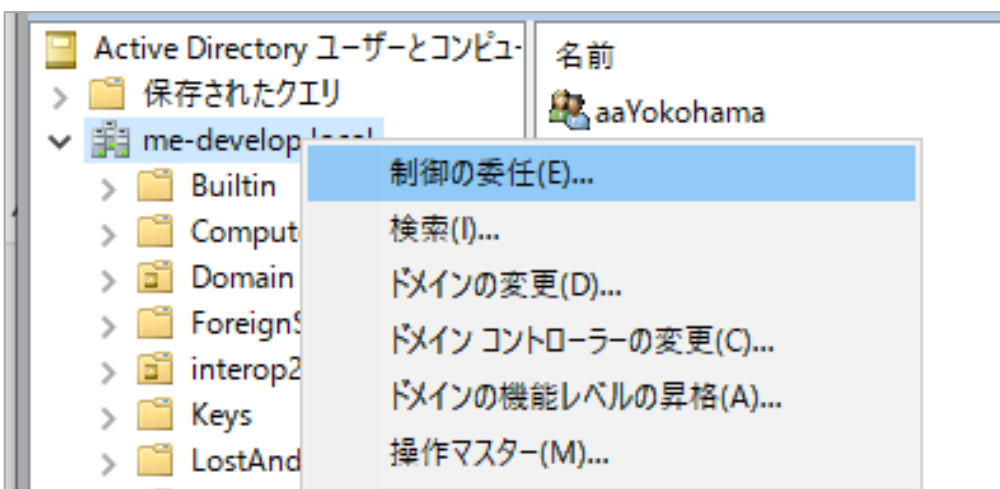 Active Directory ユーザーとコンピュ
保存されたクエリ
me-develop.local
Builtin
Comput
Domain
Foreign
interop2
Keys
LostAnd
名前
aaYokohama
制御の委任(E)...
検索(I)...
ドメインの変更(D)...
ドメイン コントローラーの変更(C)...
ドメインの機能レベルの昇格(A)...
操作マスター(M)...